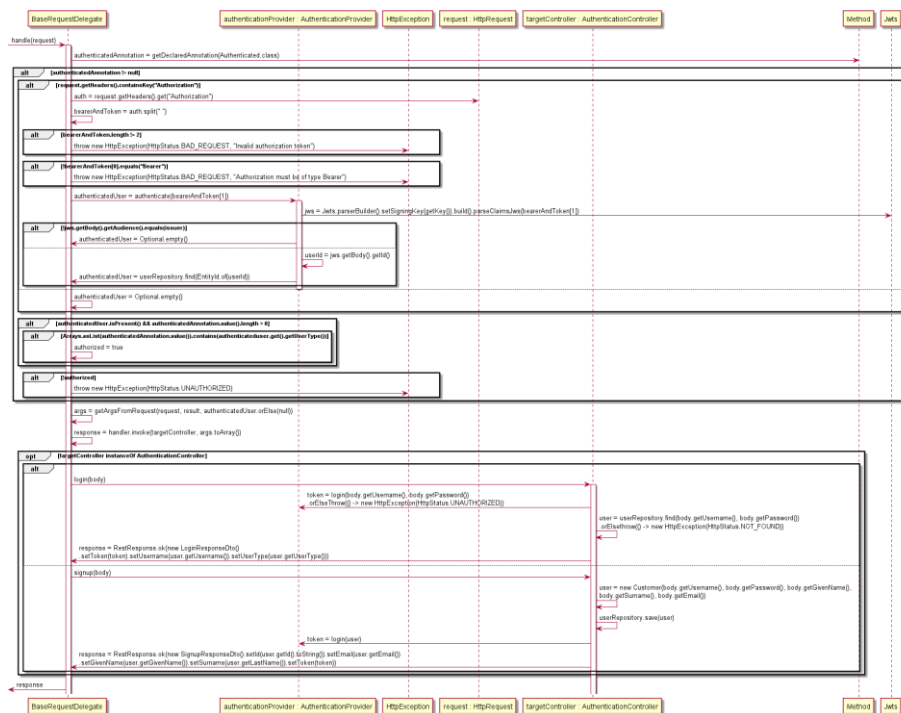 BaseRequestDelegate authenticationProvider : AuthenticationProvider HttpException request : HttpRequest targetController : AuthenticationController Method Jwts
handle(request)
authenticatedAnnotation = getDeclaredAnnotation(Authenticated.class)
alt [authenticatedAnnotation != null]
alt [request.getHeaders().containsKey("Authorization")]
auth = request.getHeaders().get("Authorization")
bearerAndToken = auth.split(" ")
alt [bearerAndToken.length != 2]
throw new HttpException(HttpStatus.BAD_REQUEST, "Invalid authorization token")
alt [!bearerAndToken[0].equals("Bearer")]
throw new HttpException(HttpStatus.BAD_REQUEST, "Authorization must be of type Bearer")
authenticatedUser = authenticate(bearerAndToken[1])
jws = Jwts.parserBuilder().setSigningKey(getKey()).build().parseClaimsJws(bearerAndToken[1])
alt [!jws.getBody().getAudience().equals(issuer)]
authenticatedUser = Optional.empty()
userId = jws.getBody().getId()
authenticatedUser = userRepository.find(EntityId.of(userId))
authenticatedUser = Optional.empty()
alt [authenticatedUser.isPresent() && authenticatedAnnotation.value().length > 0]
alt [Arrays.asList(authenticatedAnnotation.value()).contains(authenticateduser.get().getUserType())]
authorized = true
alt [!authorized]
throw new HttpException(HttpStatus.UNAUTHORIZED)
args = getArgsFromRequest(request, result, authenticatedUser.orElse(null))
response = handler.invoke(targetController, args.toArray())
opt [targetController instanceOf AuthenticationController]
alt
login(body)
token = login(body.getUsername(), body.getPassword())
.orElseThrow(() -> new HttpException(HttpStatus.UNAUTHORIZED))
user = userRepository.find(body.getUsername(), body.getPassword())
.orElsethrow(() -> new HttpException(HttpStatus.NOT_FOUND))
response = RestResponse.ok(new LoginResponseDto()
.setToken(token).setUsername(user.getUsername()).setUserType(user.getUserType()))
signup(body)
user = new Customer(body.getUsername(), body.getPassword(), body.getGivenName(),
body.getSurname(), body.getEmail())
userRepository.save(user)
token = login(user)
response = RestResponse.ok(new SignupResponseDto().setId(user.getId().toString()).setEmail(user.getEmail())
.setGivenName(user.getGivenName()).setSurname(user.getLastName()).setToken(token))
response
BaseRequestDelegate authenticationProvider : AuthenticationProvider HttpException request : HttpRequest targetController : AuthenticationController Method Jwts